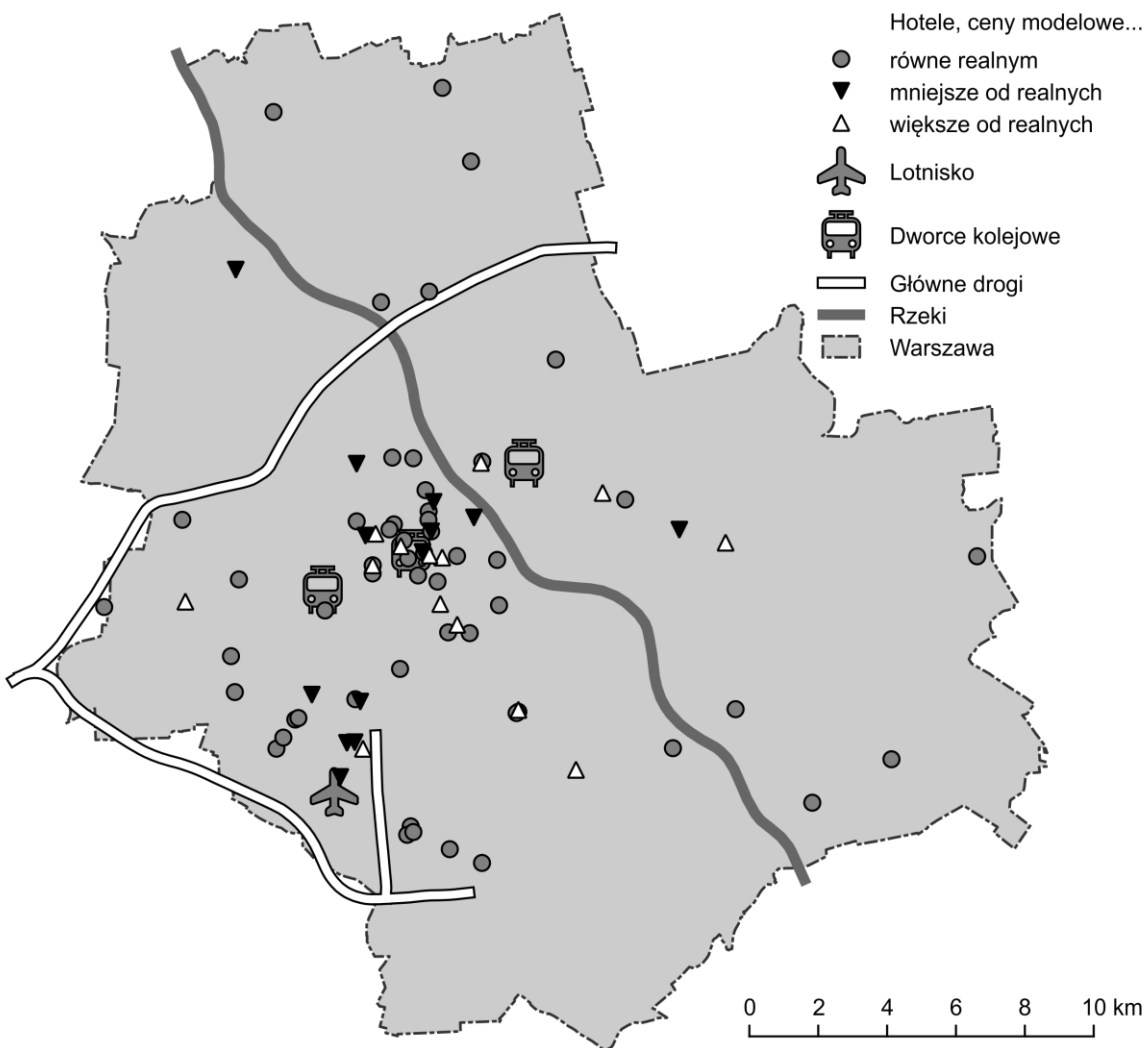 Hotele, ceny modelowe...
równe realnym
mniejsze od realnych
większe od realnych
Lotnisko
Dworce kolejowe
Główne drogi
Rzeki
Warszawa
0 2 4 6 8 10 km